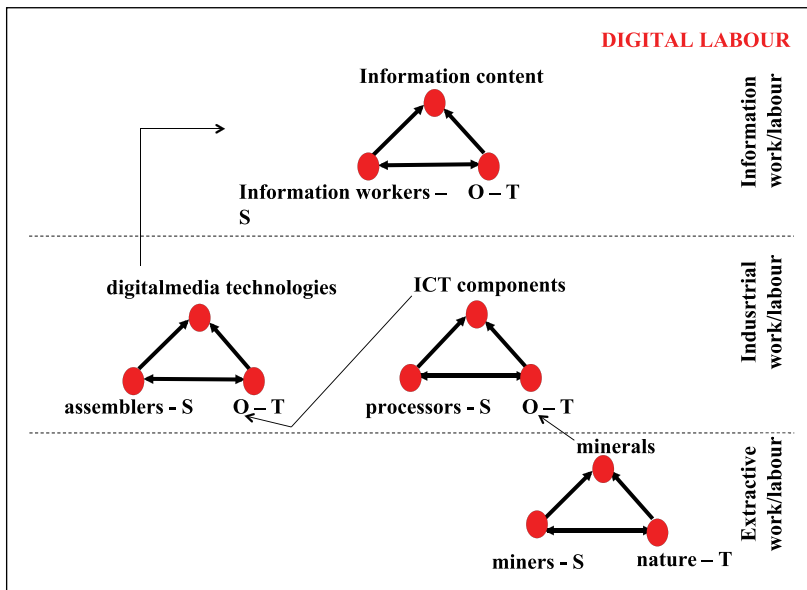 DIGITAL LABOUR
Information content
Information workers – O – T
S
Information
work/labour
digitalmedia technologies
ICT components
assemblers - S O – T
processors - S O – T
Indusrtrial
work/labour
minerals
miners - S nature – T
Extractive
work/labour